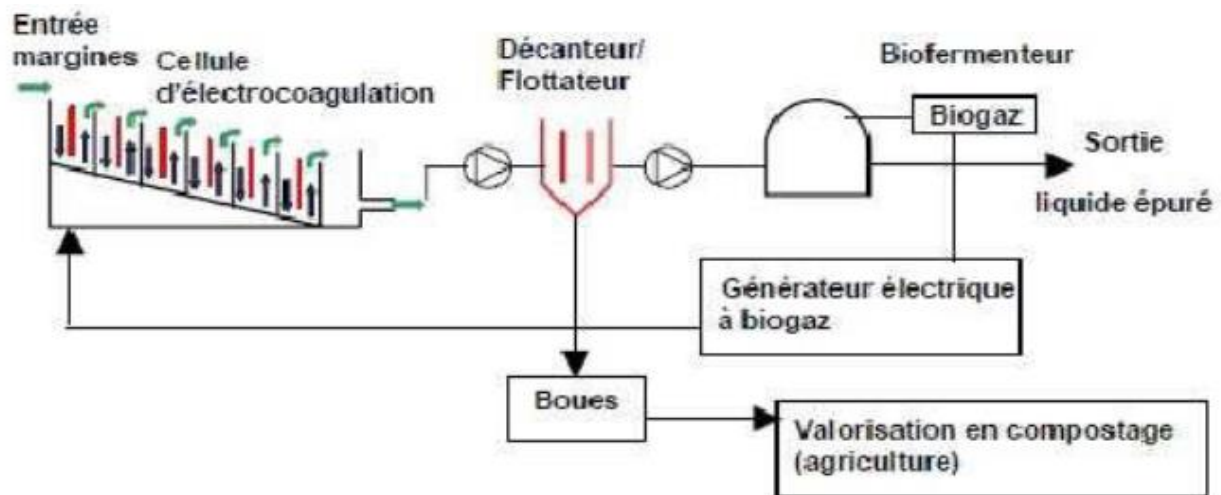 Entrée
margines
Cellule
d'électrocoagulation
Décanteur/
Flottateur
Biofermenteur
Biogaz
Sortie
liquide épuré
Générateur électrique
à biogaz
Boues
Valorisation en compostage
(agriculture)